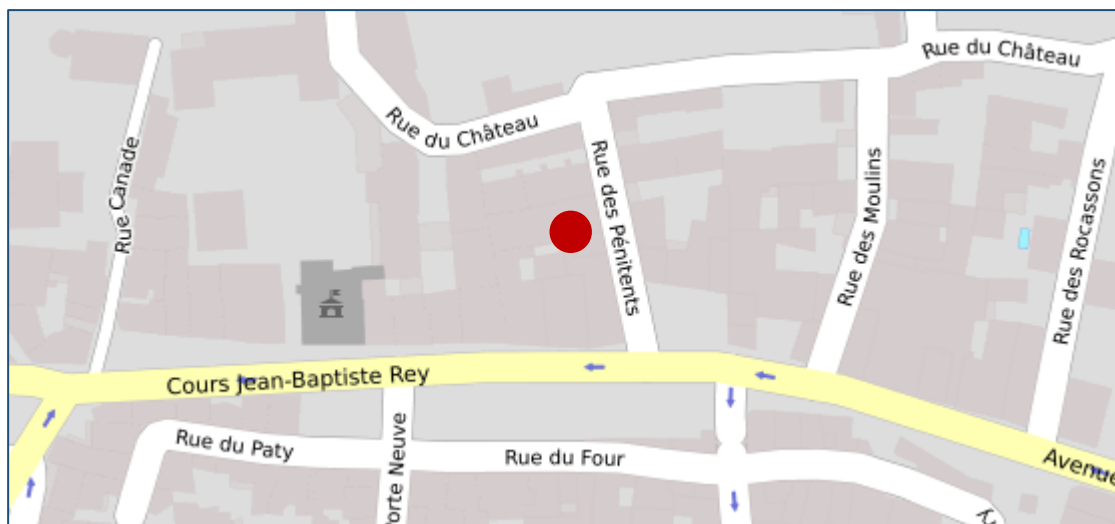 Rue du Château
Rue du Château
Rue Canade
Rue des Pénitents
Rue des Moulins
Rue des Rocassons
Cours Jean-Baptiste Rey
Rue du Paty
Porte Neuve
Rue du Four
Avenue